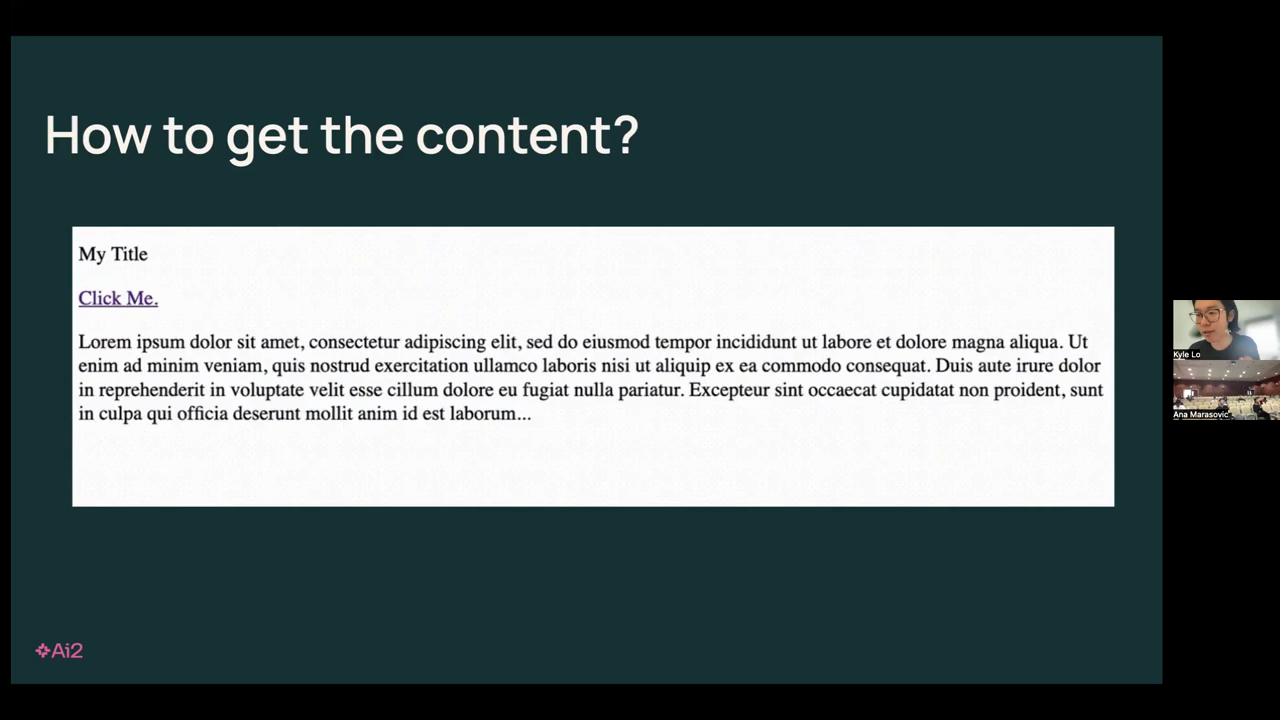 How to get the content?
My Title
Click Me.
Lorem ipsum dolor sit amet, consectetur adipiscing elit, sed do eiusmod tempor incididunt ut labore et dolore magna aliqua. Ut
enim ad minim veniam, quis nostrud exercitation ullamco laboris nisi ut aliquip ex ea commodo consequat. Duis aute irure dolor
in reprehenderit in voluptate velit esse cillum dolore eu fugiat nulla pariatur. Excepteur sint occaecat cupidatat non proident, sunt
in culpa qui officia deserunt mollit anim id est laborum...
Kyle Lo
Ana Marasovic
Ai2